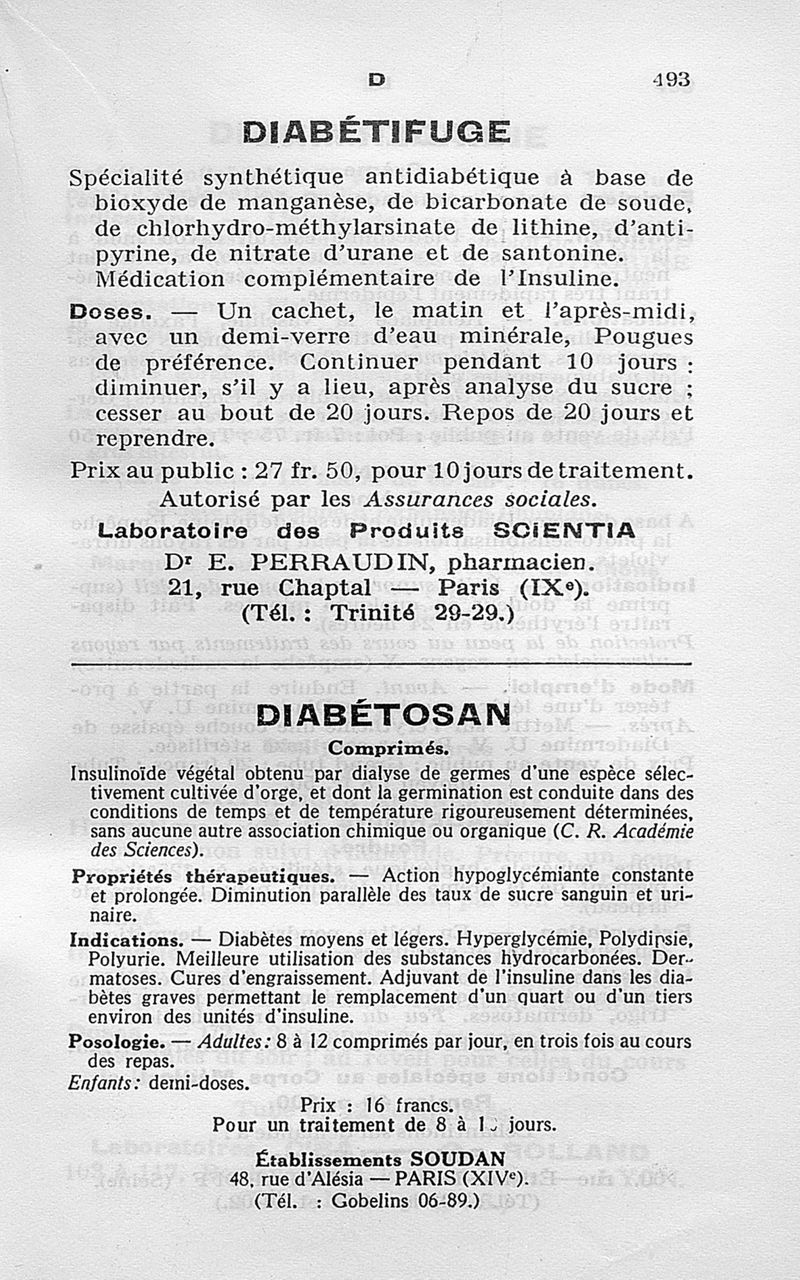 D 493
DIABÉTIFUGE
Spécialité synthétique antidiabétique à base de
bioxyde de manganèse, de bicarbonate de soude,
de chlorhydro-méthylarsinate de lithine, d'anti-
pyrine, de nitrate d'urane et de santonine.
Médication complémentaire de l'Insuline.
Doses. — Un cachet, le matin et l'après-midi,
avec un demi-verre d'eau minérale, Pougues
de préférence. Continuer pendant 10 jours :
diminuer, s'il y a lieu, après analyse du sucre ;
cesser au bout de 20 jours. Repos de 20 jours et
reprendre.
Prix au public : 27 fr. 50, pour 10 jours de traitement.
Autorisé par les Assurances sociales.
Laboratoire des Produits SCIENTIA
Dr E. PERRAUDIN, pharmacien.
21, rue Chaptal — Paris (IXe).
(Tél. : Trinité 29-29.)
DIABÉTOSAN
Comprimés.
Insulinoïde végétal obtenu par dialyse de germes d'une espèce sélec-
tivement cultivée d'orge, et dont la germination est conduite dans des
conditions de temps et de température rigoureusement déterminées,
sans aucune autre association chimique ou organique (C. R. Académie
des Sciences).
Propriétés thérapeutiques. — Action hypoglycémiante constante
et prolongée. Diminution parallèle des taux de sucre sanguin et uri-
naire.
Indications. — Diabètes moyens et légers. Hyperglycémie, Polydipsie,
Polyurie. Meilleure utilisation des substances hydrocarbonées. Der-
matoses. Cures d'engraissement. Adjuvant de l'insuline dans les dia-
bètes graves permettant le remplacement d'un quart ou d'un tiers
environ des unités d'insuline.
Posologie. — Adultes : 8 à 12 comprimés par jour, en trois fois au cours
des repas.
Enfants : demi-doses.
Prix : 16 francs.
Pour un traitement de 8 à jours.
Établissements SOUDAN
48, rue d'Alésia — PARIS (XIVe).
(Tél. : Gobelins 06-89.)